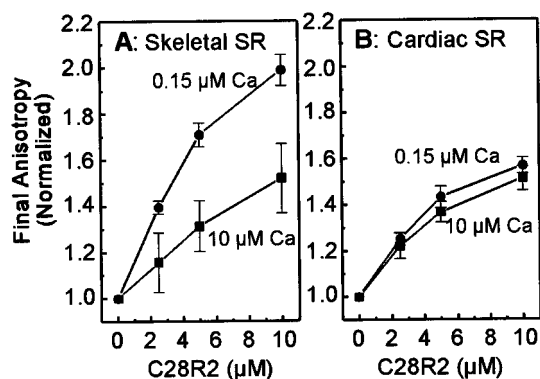 A: Skeletal SR
B: Cardiac SR
Final Anisotropy
(Normalized)
2.2
2.0
1.8
1.6
1.4
1.2
1.0
0.15 µM Ca
10 µM Ca
0 2 4 6 8 10
C28R2 (µM)
2.2
2.0
1.8
1.6
1.4
1.2
1.0
0.15 µM Ca
10 µM Ca
0 2 4 6 8 10
C28R2 (µM)